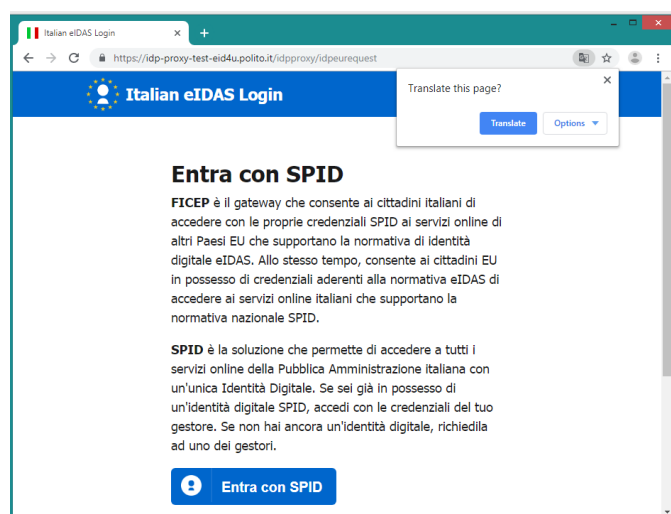 Italian eIDAS Login
https://idp-proxy-test-eid4u.polito.it/idpproxy/idpeurequest
Italian eIDAS Login
Translate this page?
Translate
Options
Entra con SPID
FICEP è il gateway che consente ai cittadini italiani di
accedere con le proprie credenziali SPID ai servizi online di
altri Paesi EU che supportano la normativa di identità
digitale eIDAS. Allo stesso tempo, consente ai cittadini EU
in possesso di credenziali aderenti alla normativa eIDAS di
accedere ai servizi online italiani che supportano la
normativa nazionale SPID.
SPID è la soluzione che permette di accedere a tutti i
servizi online della Pubblica Amministrazione italiana con
un'unica Identità Digitale. Se sei già in possesso di
un'identità digitale SPID, accedi con le credenziali del tuo
gestore. Se non hai ancora un'identità digitale, richiedila
ad uno dei gestori.
Entra con SPID